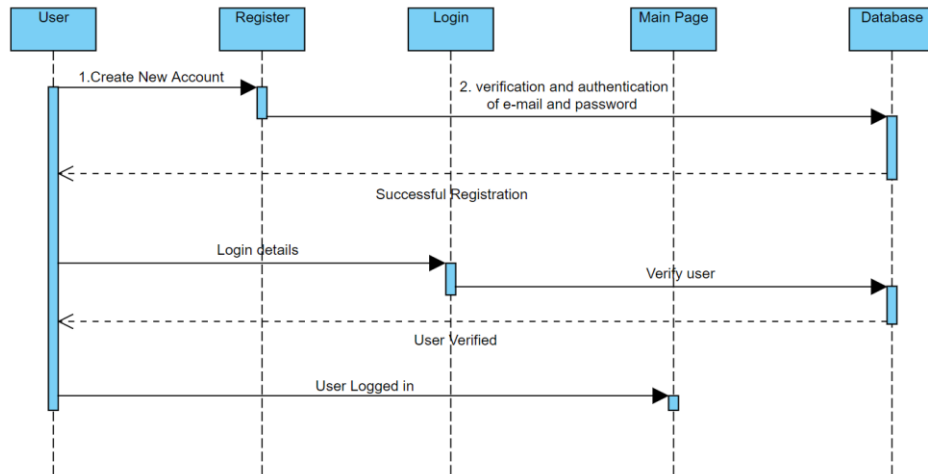 User
Register
Login
Main Page
Database
1.Create New Account
2. verification and authentication
of e-mail and password
Successful Registration
Login details
Verify user
User Verified
User Logged in